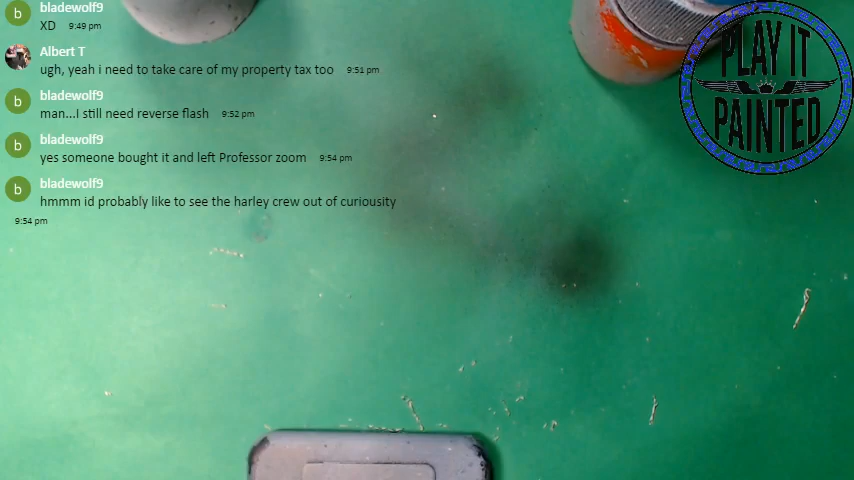 bladewolf9
b
XD 9:49 pm
Albert T
ugh, yeah i need to take care of my property tax too 9:51 pm
bladewolf9
b
man...I still need reverse flash 9:52 pm
bladewolf9
b
yes someone bought it and left Professor zoom 9:54 pm
bladewolf9
b
hmmm id probably like to see the harley crew out of curiousity
9:54 pm
PLAY IT
PAINTED